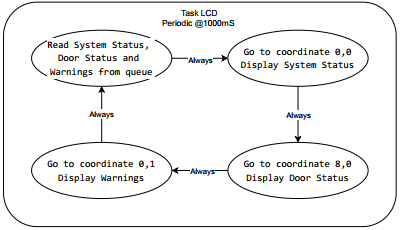 Task LCD
Periodic @1000mS
Read System Status,
Door Status and
Warnings from queue
Always
Go to coordinate 0,0
Display System Status
Always
Go to coordinate 8,0
Display Door Status
Always
Go to coordinate 0,1
Display Warnings
Always